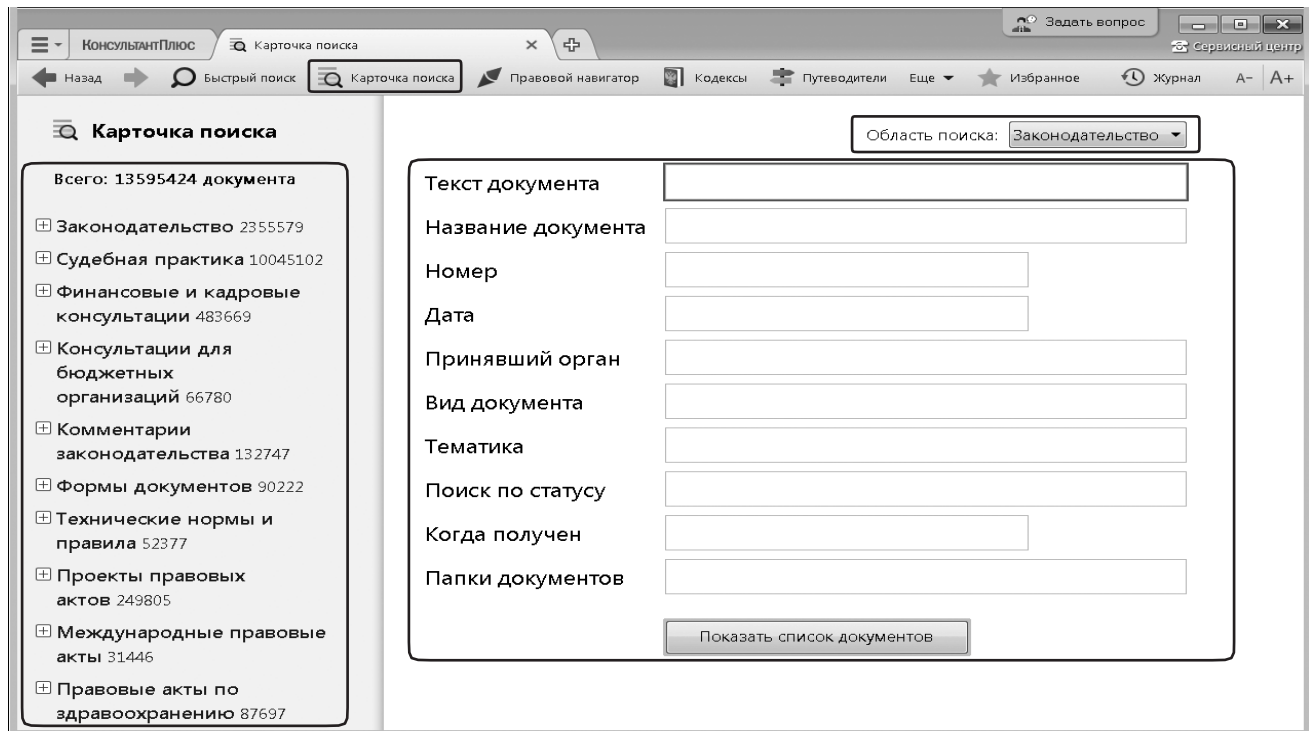 Задать вопрос
КонсультантПлюс
Карточка поиска
Сервисный центр
Назад
Быстрый поиск
Карточка поиска
Правовой навигатор
Кодексы
Путеводители
Еще
Избранное
Журнал
А–
А+
Карточка поиска
Всего: 13595424 документа
Законодательство 2355579
Судебная практика 10045102
Финансовые и кадровые
консультации 483669
Консультации для
бюджетных
организаций 66780
Комментарии
законодательства 132747
Формы документов 90222
Технические нормы и
правила 52377
Проекты правовых
актов 249805
Международные правовые
акты 31446
Правовые акты по
здравоохранению 87697
Область поиска: Законодательство
Текст документа
Название документа
Номер
Дата
Принявший орган
Вид документа
Тематика
Поиск по статусу
Когда получен
Папки документов
Показать список документов